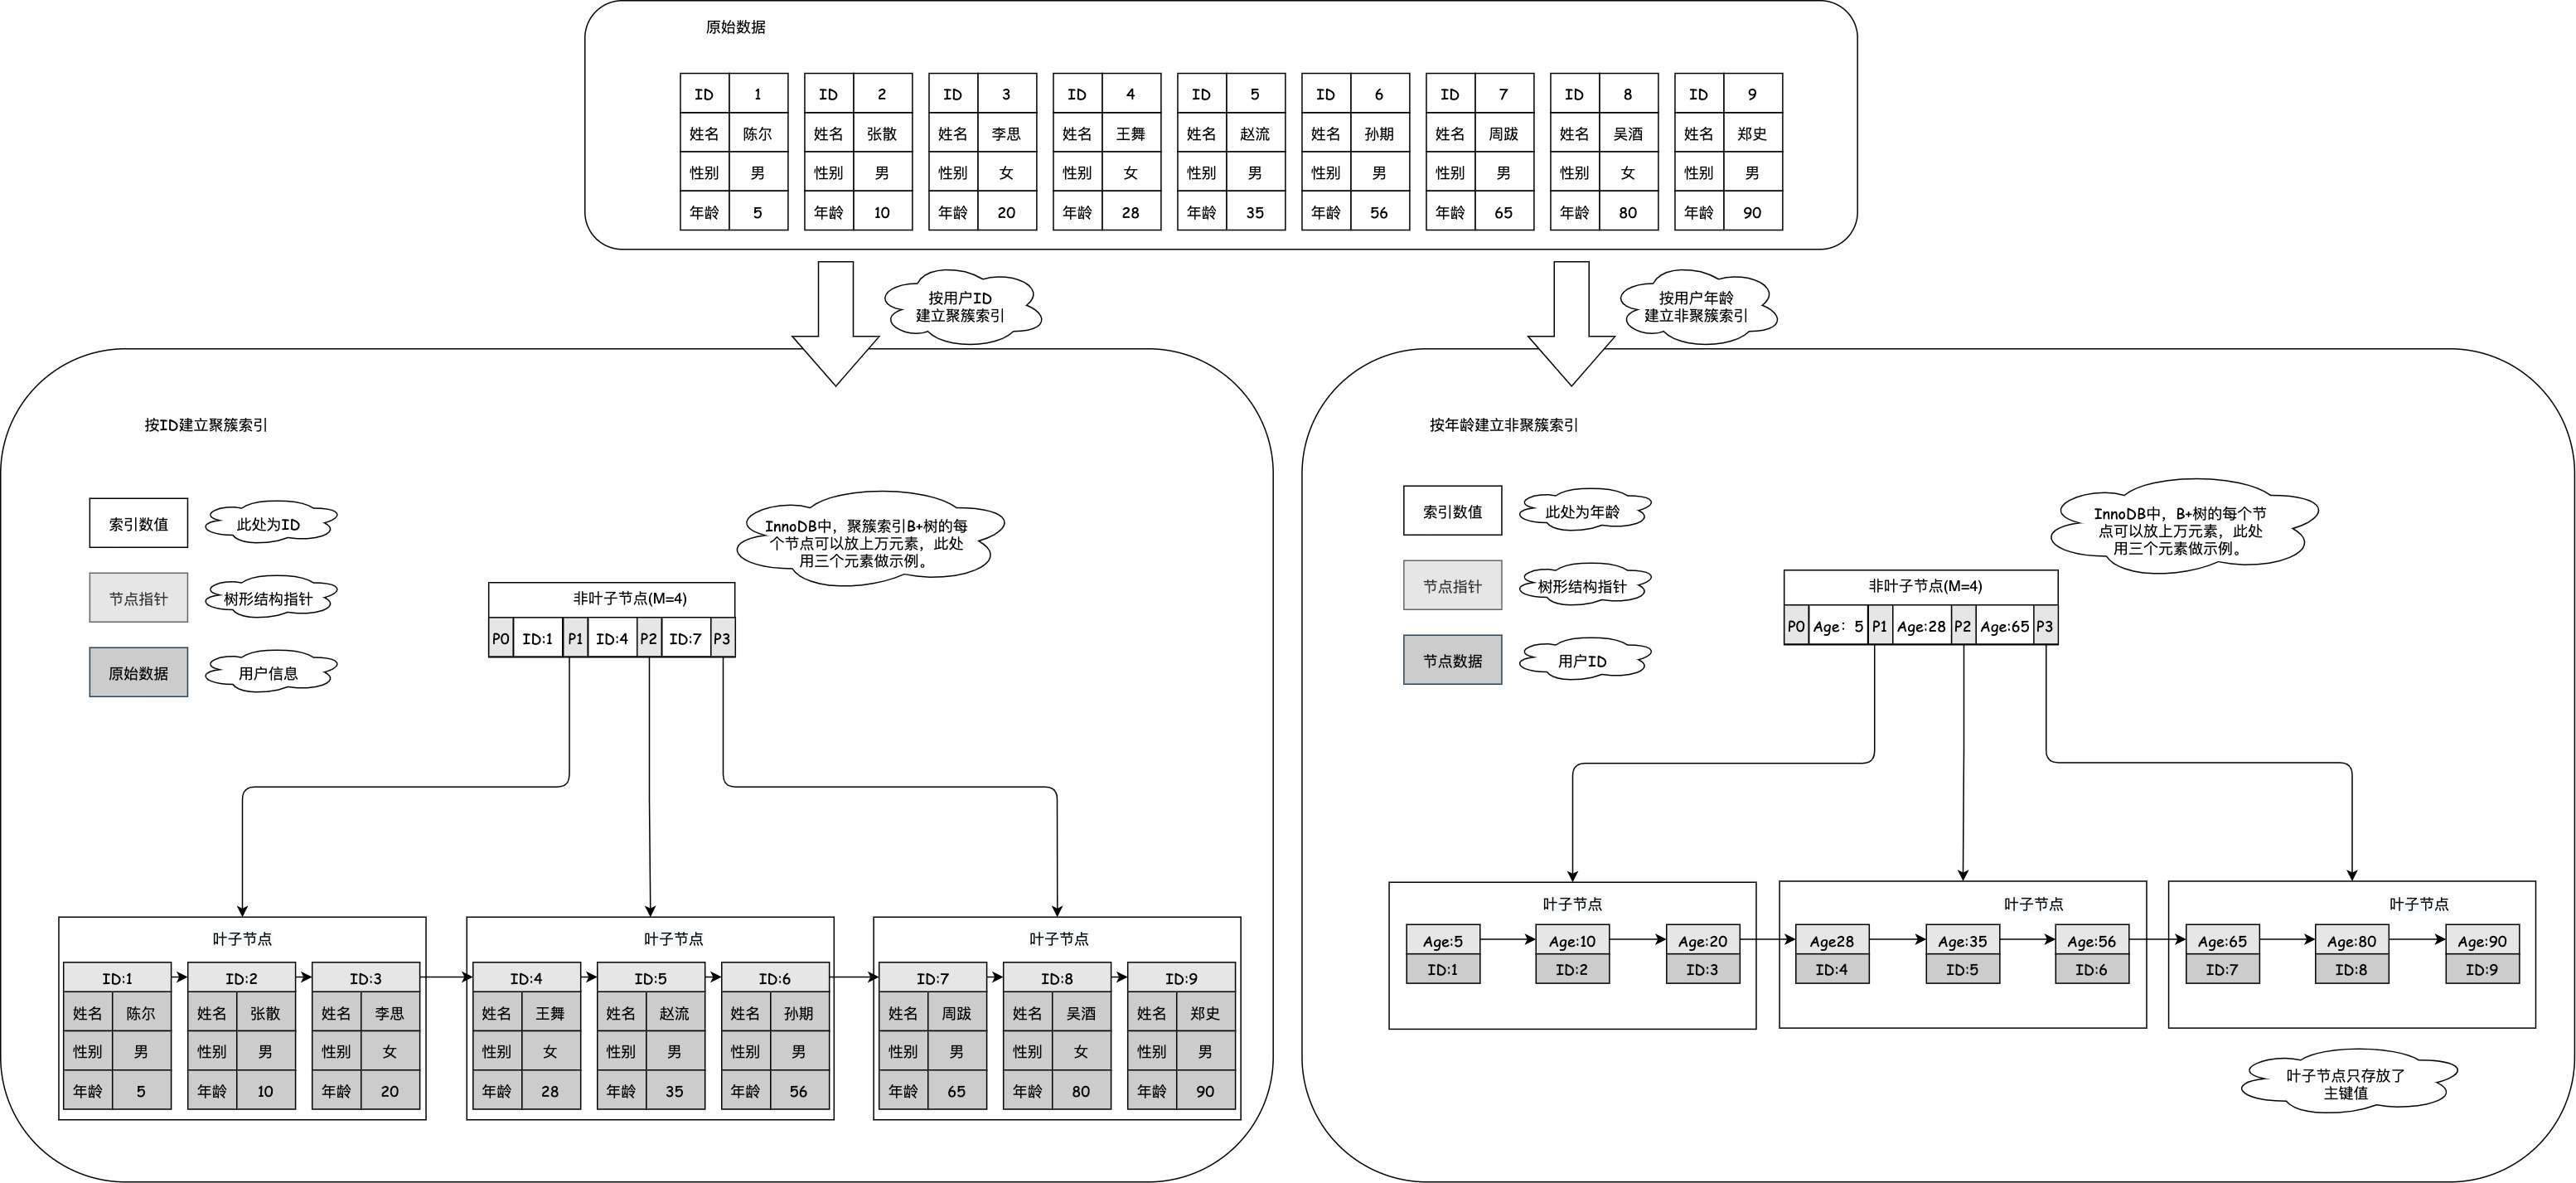 原始数据
ID 1 ID 2 ID 3 ID 4 ID 5 ID 6 ID 7 ID 8 ID 9
姓名 陈尔 姓名 张散 姓名 李思 姓名 王舞 姓名 赵流 姓名 孙期 姓名 周跋 姓名 吴酒 姓名 郑史
性别 男 性别 男 性别 女 性别 女 性别 男 性别 男 性别 男 性别 女 性别 男
年龄 5 年龄 10 年龄 20 年龄 28 年龄 35 年龄 56 年龄 65 年龄 80 年龄 90
按用户ID
建立聚簇索引
按用户年龄
建立非聚簇索引
按ID建立聚簇索引
索引数值
此处为ID
节点指针
树形结构指针
原始数据
用户信息
InnoDB中，聚簇索引B+树的每
个节点可以放上万元素，此处
用三个元素做示例。
非叶子节点(M=4)
P0 ID:1 P1 ID:4 P2 ID:7 P3
叶子节点
ID:1 ID:2 ID:3
姓名 陈尔 姓名 张散 姓名 李思
性别 男 性别 男 性别 女
年龄 5 年龄 10 年龄 20
叶子节点
ID:4 ID:5 ID:6
姓名 王舞 姓名 赵流 姓名 孙期
性别 女 性别 男 性别 男
年龄 28 年龄 35 年龄 56
叶子节点
ID:7 ID:8 ID:9
姓名 周跋 姓名 吴酒 姓名 郑史
性别 男 性别 女 性别 男
年龄 65 年龄 80 年龄 90
按年龄建立非聚簇索引
索引数值
此处为年龄
节点指针
树形结构指针
节点数据
用户ID
InnoDB中，B+树的每个节
点可以放上万元素，此处
用三个元素做示例。
非叶子节点(M=4)
P0 Age：5 P1 Age:28 P2 Age:65 P3
叶子节点
Age:5 Age:10 Age:20
ID:1 ID:2 ID:3
叶子节点
Age28 Age:35 Age:56
ID:4 ID:5 ID:6
叶子节点
Age:65 Age:80 Age:90
ID:7 ID:8 ID:9
叶子节点只存放了
主键值